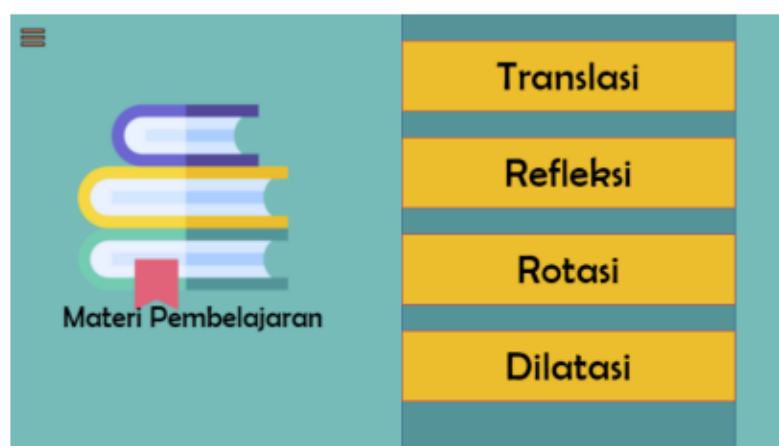 Materi Pembelajaran
Translasi
Refleksi
Rotasi
Dilatasi